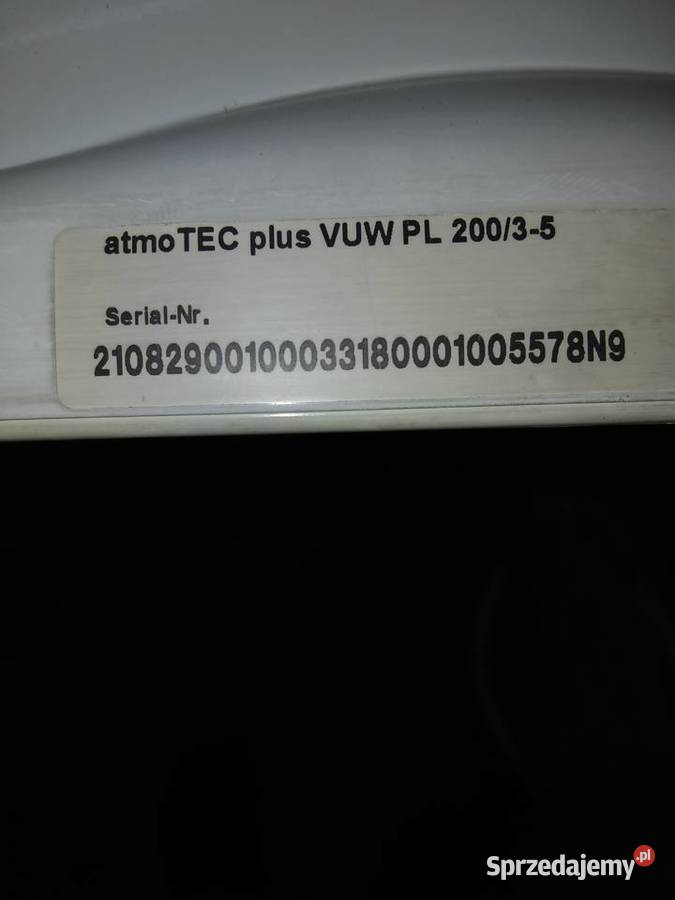 atmoTEC plus VUW PL 200/3-5
Serial-Nr.
21082900100033180001005578N9
Sprzedajemy.pl